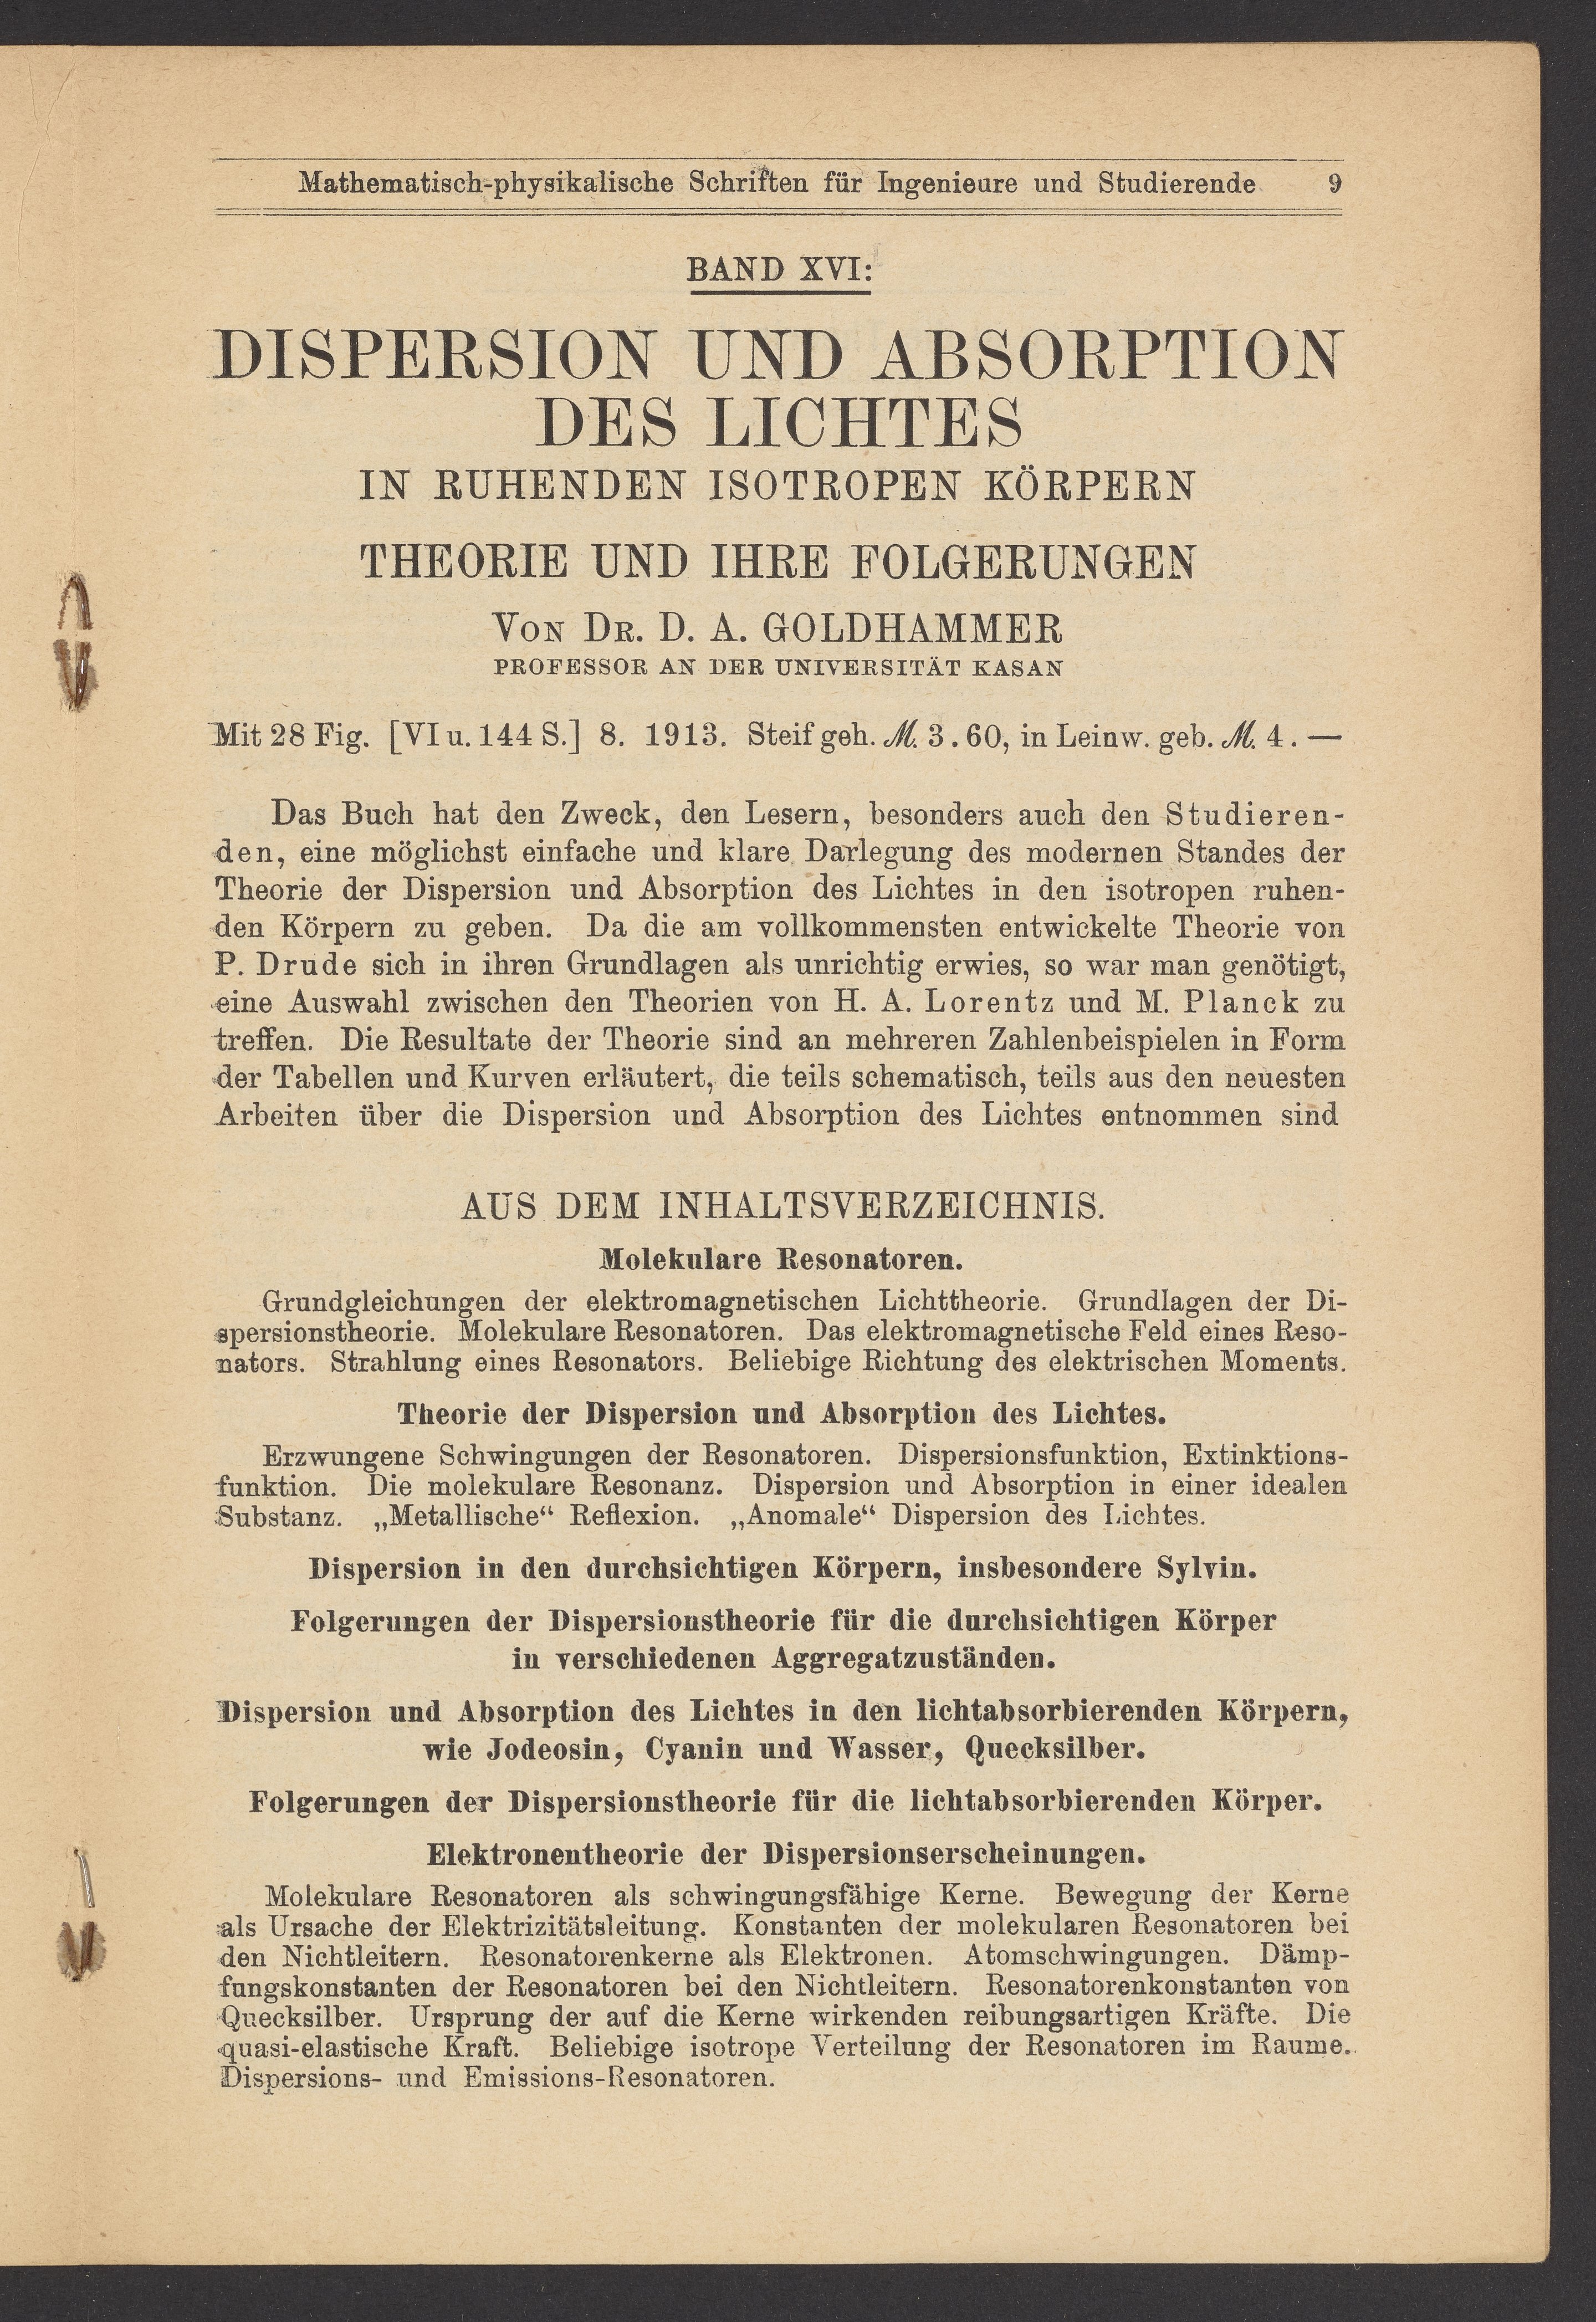 Mathematisch-physikalische Schriften für Ingenieure und Studierende 9
BAND XVI:
DISPERSION UND ABSORPTION
DES LICHTES
IN RUHENDEN ISOTROPEN KÖRPERN
THEORIE UND IHRE FOLGERUNGEN
VON DR. D. A. GOLDHAMMER
PROFESSOR AN DER UNIVERSITÄT KASAN
Mit 28 Fig. [VI u. 144 S.] 8. 1913. Steif geh. M. 3.60, in Leinw. geb. M. 4.—
Das Buch hat den Zweck, den Lesern, besonders auch den Studieren-
den, eine möglichst einfache und klare Darlegung des modernen Standes der
Theorie der Dispersion und Absorption des Lichtes in den isotropen ruhen-
den Körpern zu geben. Da die am vollkommensten entwickelte Theorie von
P. Drude sich in ihren Grundlagen als unrichtig erwies, so war man genötigt,
eine Auswahl zwischen den Theorien von H. A. Lorentz und M. Planck zu
treffen. Die Resultate der Theorie sind an mehreren Zahlenbeispielen in Form
der Tabellen und Kurven erläutert, die teils schematisch, teils aus den neuesten
Arbeiten über die Dispersion und Absorption des Lichtes entnommen sind
AUS DEM INHALTSVERZEICHNIS.
Molekulare Resonatoren.
Grundgleichungen der elektromagnetischen Lichttheorie. Grundlagen der Di-
spersionstheorie. Molekulare Resonatoren. Das elektromagnetische Feld eines Reso-
nators. Strahlung eines Resonators. Beliebige Richtung des elektrischen Moments.
Theorie der Dispersion und Absorption des Lichtes.
Erzwungene Schwingungen der Resonatoren. Dispersionsfunktion, Extinktions-
funktion. Die molekulare Resonanz. Dispersion und Absorption in einer idealen
Substanz. „Metallische“ Reflexion. „Anomale“ Dispersion des Lichtes.
Dispersion in den durchsichtigen Körpern, insbesondere Sylvin.
Folgerungen der Dispersionstheorie für die durchsichtigen Körper
in verschiedenen Aggregatzuständen.
Dispersion und Absorption des Lichtes in den lichtabsorbierenden Körpern,
wie Jodeosin, Cyanin und Wasser, Quecksilber.
Folgerungen der Dispersionstheorie für die lichtabsorbierenden Körper.
Elektronentheorie der Dispersionserscheinungen.
Molekulare Resonatoren als schwingungsfähige Kerne. Bewegung der Kerne
als Ursache der Elektrizitätsleitung. Konstanten der molekularen Resonatoren bei
den Nichtleitern. Resonatorenkerne als Elektronen. Atomschwingungen. Dämp-
fungskonstanten der Resonatoren bei den Nichtleitern. Resonatorenkonstanten von
Quecksilber. Ursprung der auf die Kerne wirkenden reibungsartigen Kräfte. Die
quasi-elastische Kraft. Beliebige isotrope Verteilung der Resonatoren im Raume.
Dispersions- und Emissions-Resonatoren.